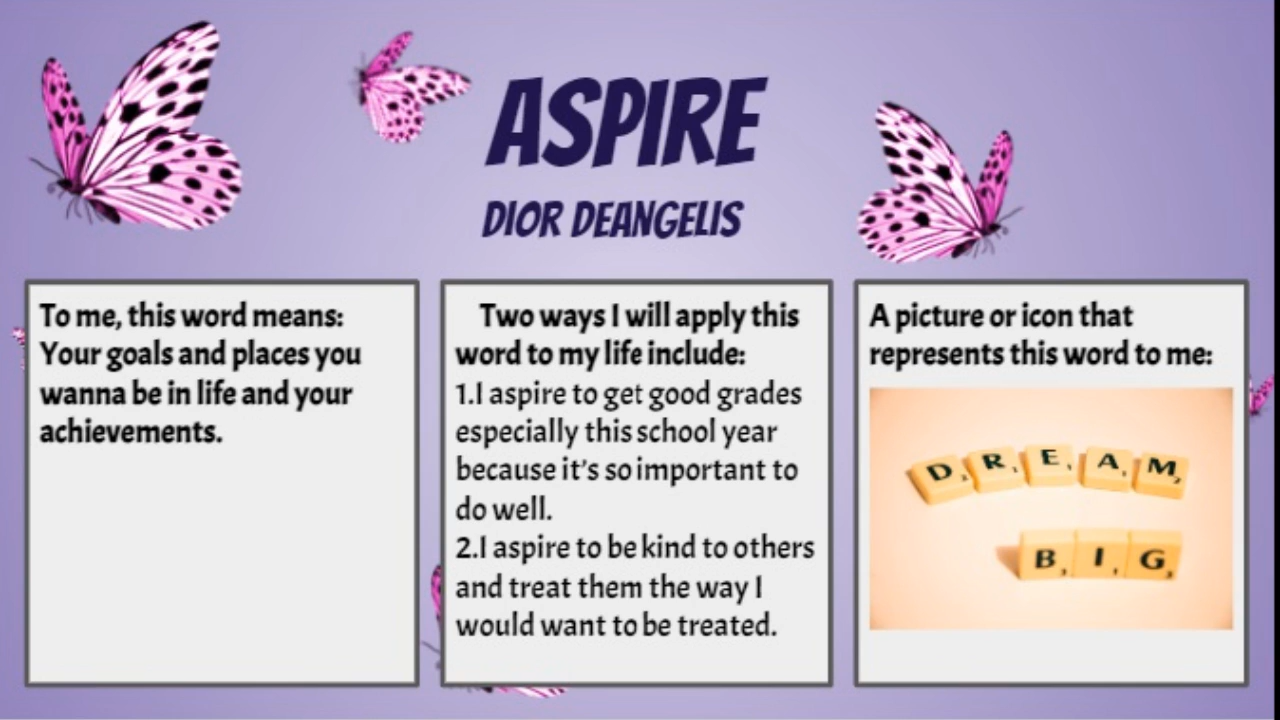 ASPIRE
DIOR DEANGELIS
To me, this word means:
Your goals and places you
wanna be in life and your
achievements.
Two ways I will apply this
word to my life include:
1.I aspire to get good grades
especially this school year
because it's so important to
do well.
2.I aspire to be kind to others
and treat them the way I
would want to be treated.
A picture or icon that
represents this word to me:
DREAM
BIG